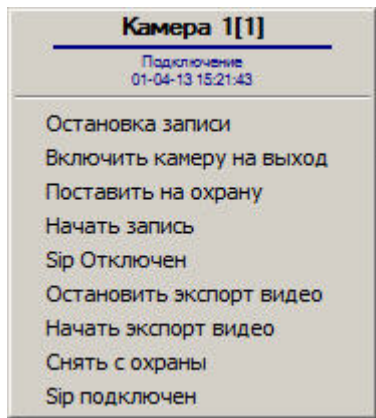 Камера 1[1]
Подключение
01-04-13 15:21:43
Остановка записи
Включить камеру на выход
Поставить на охрану
Начать запись
Sip Отключен
Остановить экспорт видео
Начать экспорт видео
Снять с охраны
Sip подключен